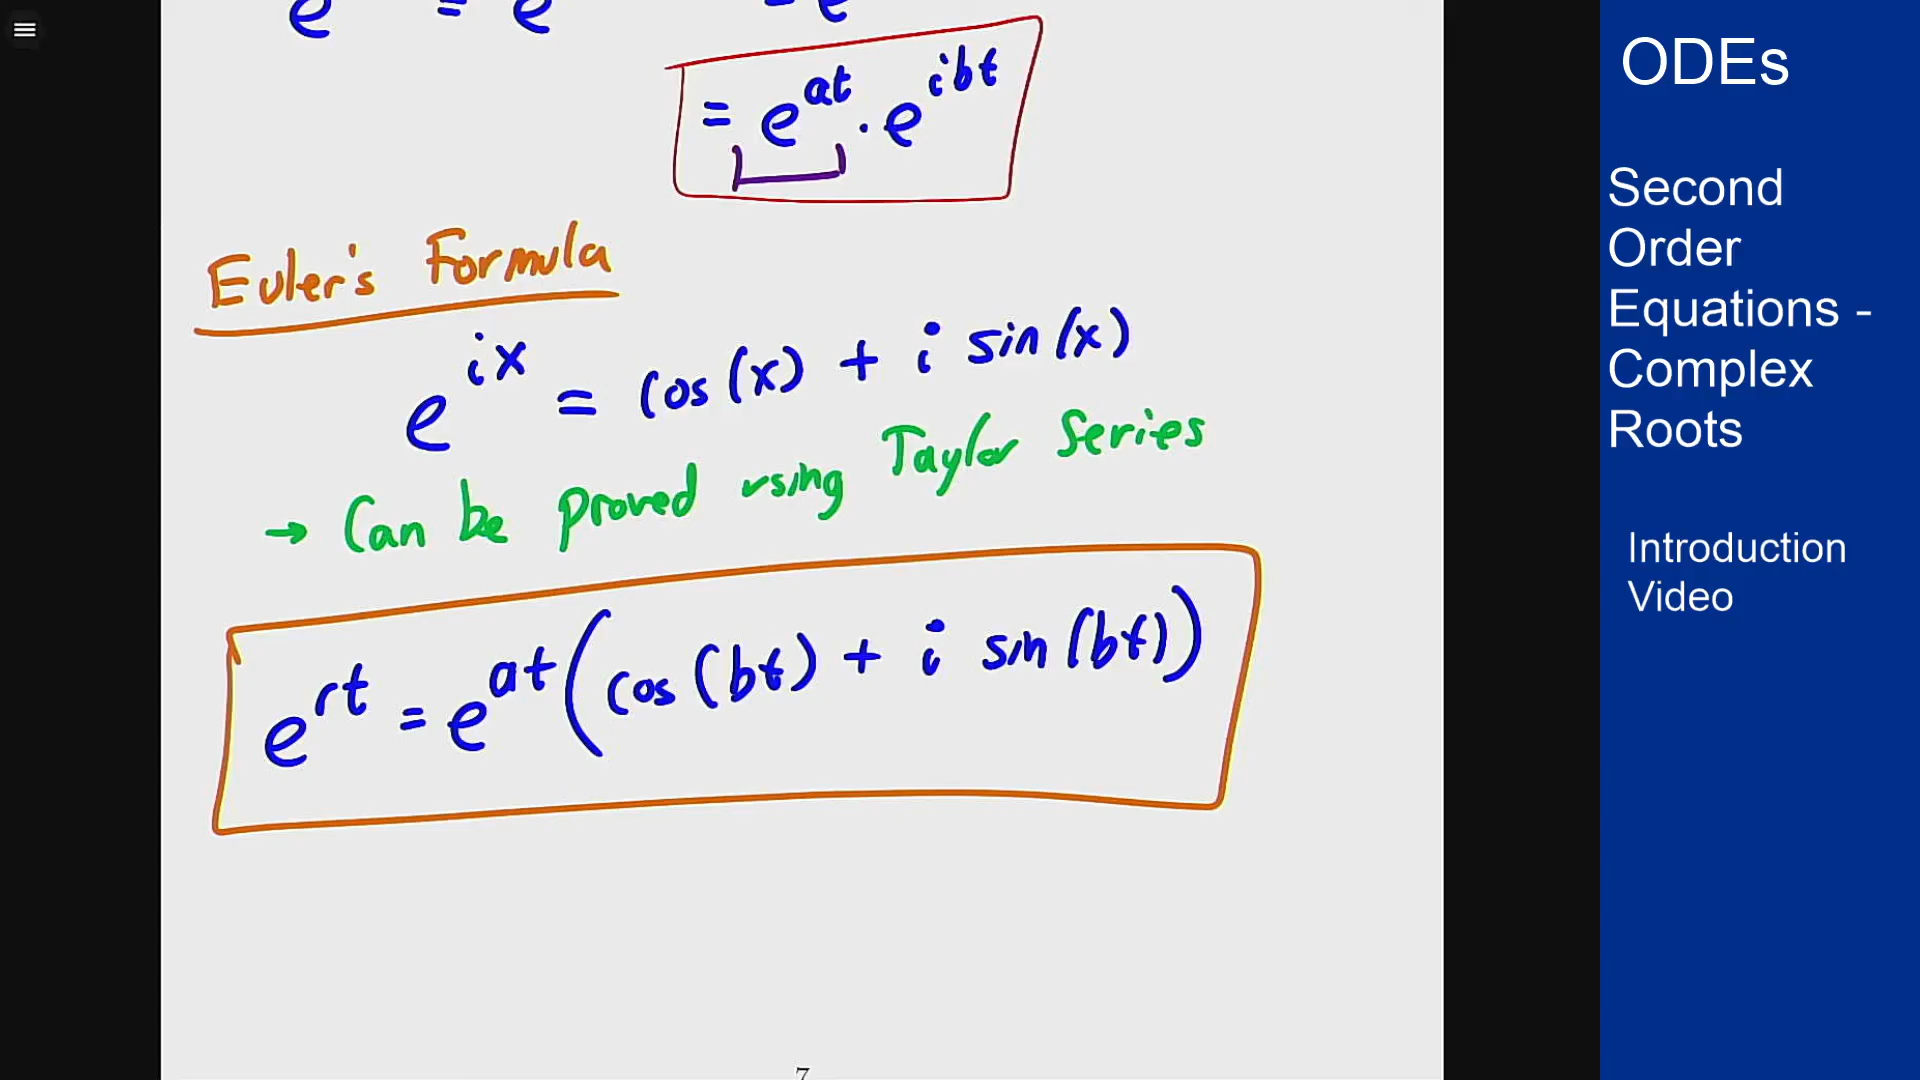 e = e = e
= e^{at} · e^{ibt}
Euler's Formula
e^{ix} = cos(x) + i sin(x)
→ Can be proved using Taylor Series
e^{rt} = e^{at}(cos(bt) + i sin(bt))
7
ODEs
Second
Order
Equations -
Complex
Roots
Introduction
Video